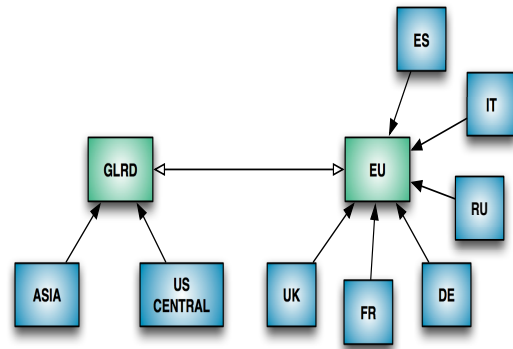 ES
IT
GLRD
EU
RU
ASIA
US
CENTRAL
UK
FR
DE